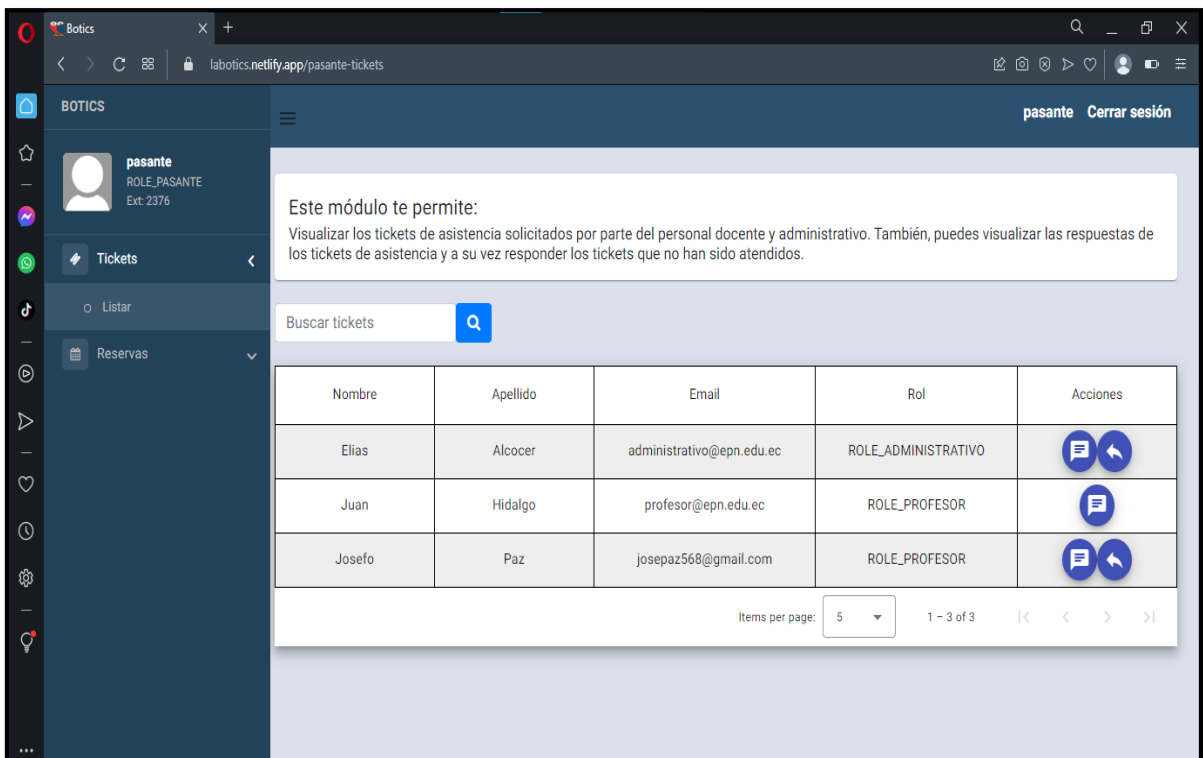 Botics
labotics.netlify.app/pasante-tickets
BOTICS
pasante Cerrar sesión
pasante
ROLE_PASANTE
Ext: 2376
Tickets
Listar
Reservas
Este módulo te permite:
Visualizar los tickets de asistencia solicitados por parte del personal docente y administrativo. También, puedes visualizar las respuestas de
los tickets de asistencia y a su vez responder los tickets que no han sido atendidos.
Buscar tickets
Nombre Apellido Email Rol Acciones
Elias Alcocer administrativo@epn.edu.ec ROLE_ADMINISTRATIVO
Juan Hidalgo profesor@epn.edu.ec ROLE_PROFESOR
Josefo Paz josepaz568@gmail.com ROLE_PROFESOR
Items per page: 5 1 – 3 of 3